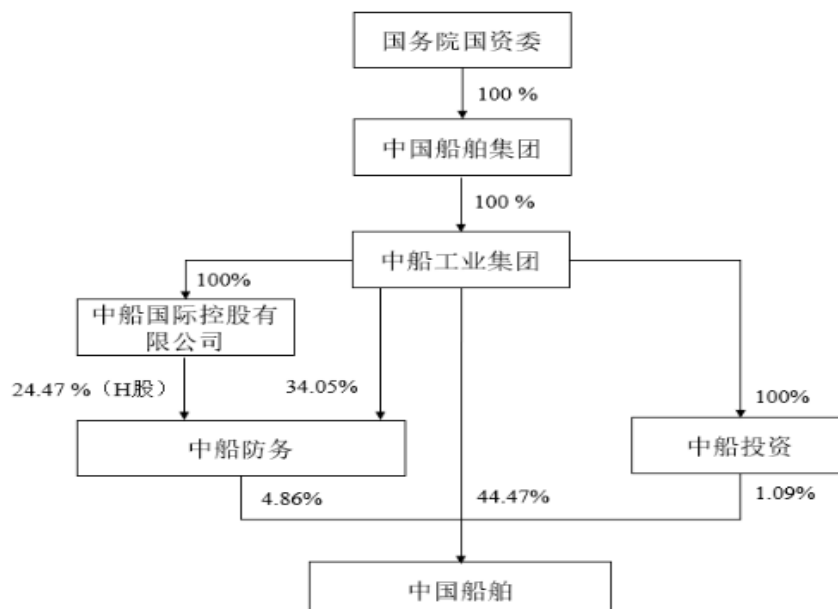 国务院国资委
100 %
中国船舶集团
100 %
中船工业集团
100%
中船国际控股有
限公司
24.47 %（H股）
34.05%
100%
中船防务
中船投资
4.86%
44.47%
1.09%
中国船舶